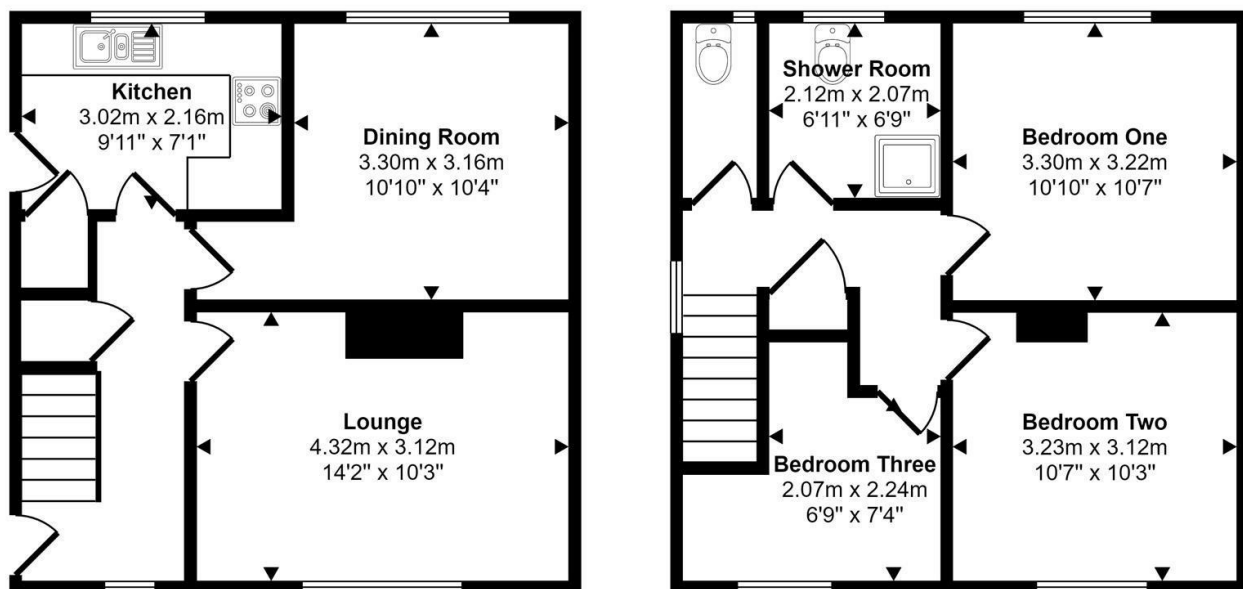 Kitchen
3.02m x 2.16m
9'11" x 7'1"
Dining Room
3.30m x 3.16m
10'10" x 10'4"
Lounge
4.32m x 3.12m
14'2" x 10'3"
Shower Room
2.12m x 2.07m
6'11" x 6'9"
Bedroom One
3.30m x 3.22m
10'10" x 10'7"
Bedroom Two
3.23m x 3.12m
10'7" x 10'3"
Bedroom Three
2.07m x 2.24m
6'9" x 7'4"